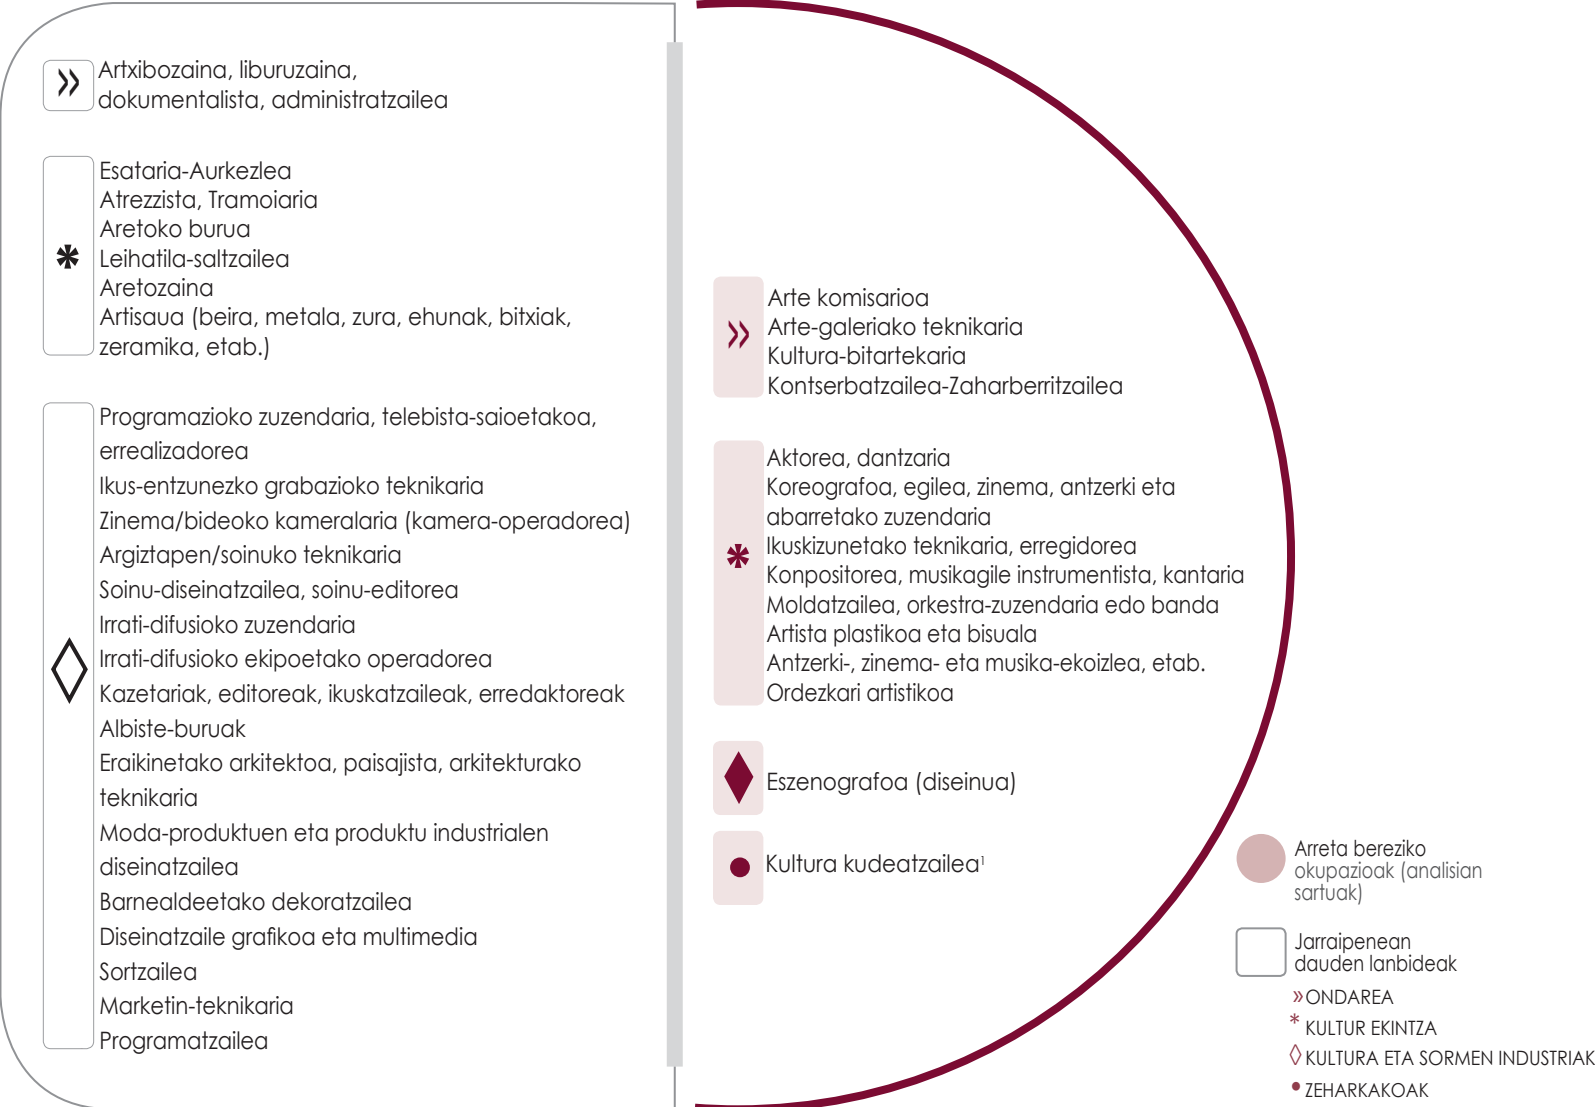 » Artxibozaina, liburuzaina,
dokumentalista, administratzailea
* Esataria-Aurkezlea
Atrezzista, Tramoiaria
Aretoko burua
Leihatila-saltzailea
Aretozaina
Artisaua (beira, metala, zura, ehunak, bitxiak,
zeramika, etab.)
◊ Programazioko zuzendaria, telebista-saioetakoa,
errealizadorea
Ikus-entzunezko grabazioko teknikaria
Zinema/bideoko kameralaria (kamera-operadorea)
Argiztapen/soinuko teknikaria
Soinu-diseinatzailea, soinu-editorea
Irrati-difusioko zuzendaria
Irrati-difusioko ekipoetako operadorea
Kazetariak, editoreak, ikuskatzaileak, erredaktoreak
Albiste-buruak
Eraikinetako arkitektoa, paisajista, arkitekturako
teknikaria
Moda-produktuen eta produktu industrialen
diseinatzailea
Barnealdeetako dekoratzailea
Diseinatzaile grafikoa eta multimedia
Sortzailea
Marketin-teknikaria
Programatzailea
» Arte komisarioa
Arte-galeriako teknikaria
Kultura-bitartekaria
Kontserbatzailea-Zaharberritzailea
* Aktorea, dantzaria
Koreografoa, egilea, zinema, antzerki eta
abarretako zuzendaria
Ikuskizunetako teknikaria, erregidorea
Konpositorea, musikagile instrumentista, kantaria
Moldatzailea, orkestra-zuzendaria edo banda
Artista plastikoa eta bisuala
Antzerki-, zinema- eta musika-ekoizlea, etab.
Ordezkari artistikoa
♦ Eszenografoa (diseinua)
● Kultura kudeatzailea¹
Arreta bereziko
okupazioak (analisian
sartuak)
Jarraipenean
dauden lanbideak
» ONDAREA
* KULTUR EKINTZA
◊ KULTURA ETA SORMEN INDUSTRIAK
• ZEHARKAKOAK